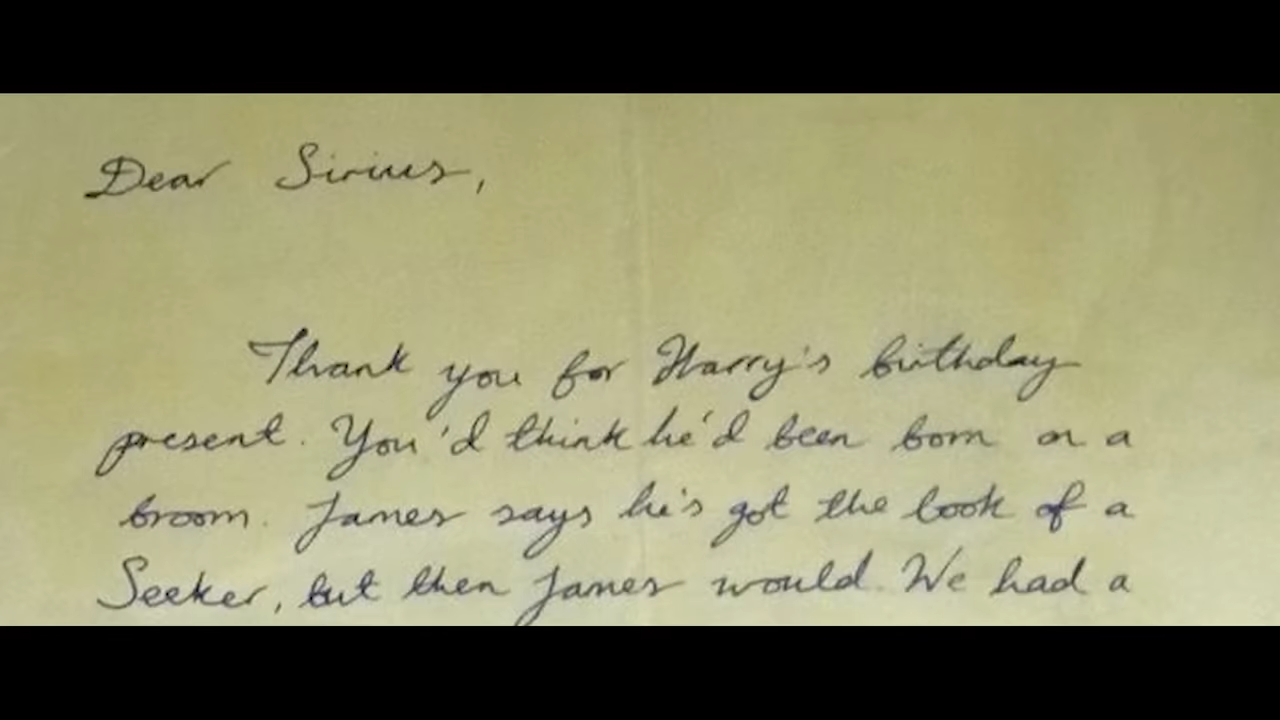 Dear Sirius,
Thank you for Harry's birthday
present. You'd think he'd been born on a
broom. James says he's got the look of a
Seeker, but then James would. We had a